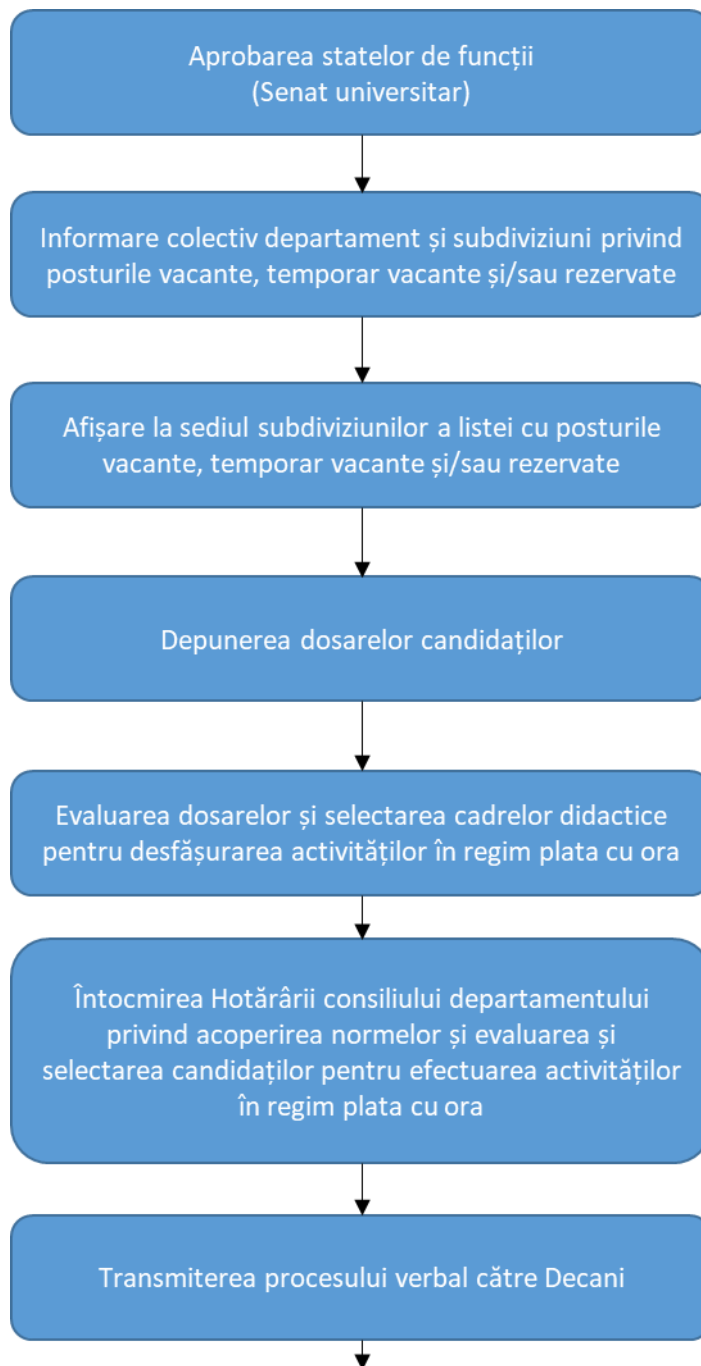 Aprobarea statelor de funcții
(Senat universitar)
Informare colectiv departament și subdiviziuni privind
posturile vacante, temporar vacante și/sau rezervate
Afișare la sediul subdiviziunilor a listei cu posturile
vacante, temporar vacante și/sau rezervate
Depunerea dosarelor candidaților
Evaluarea dosarelor și selectarea cadrelor didactice
pentru desfășurarea activităților în regim plata cu ora
Întocmirea Hotărârii consiliului departamentului
privind acoperirea normelor și evaluarea și
selectarea candidaților pentru efectuarea activităților
în regim plata cu ora
Transmiterea procesului verbal către Decani